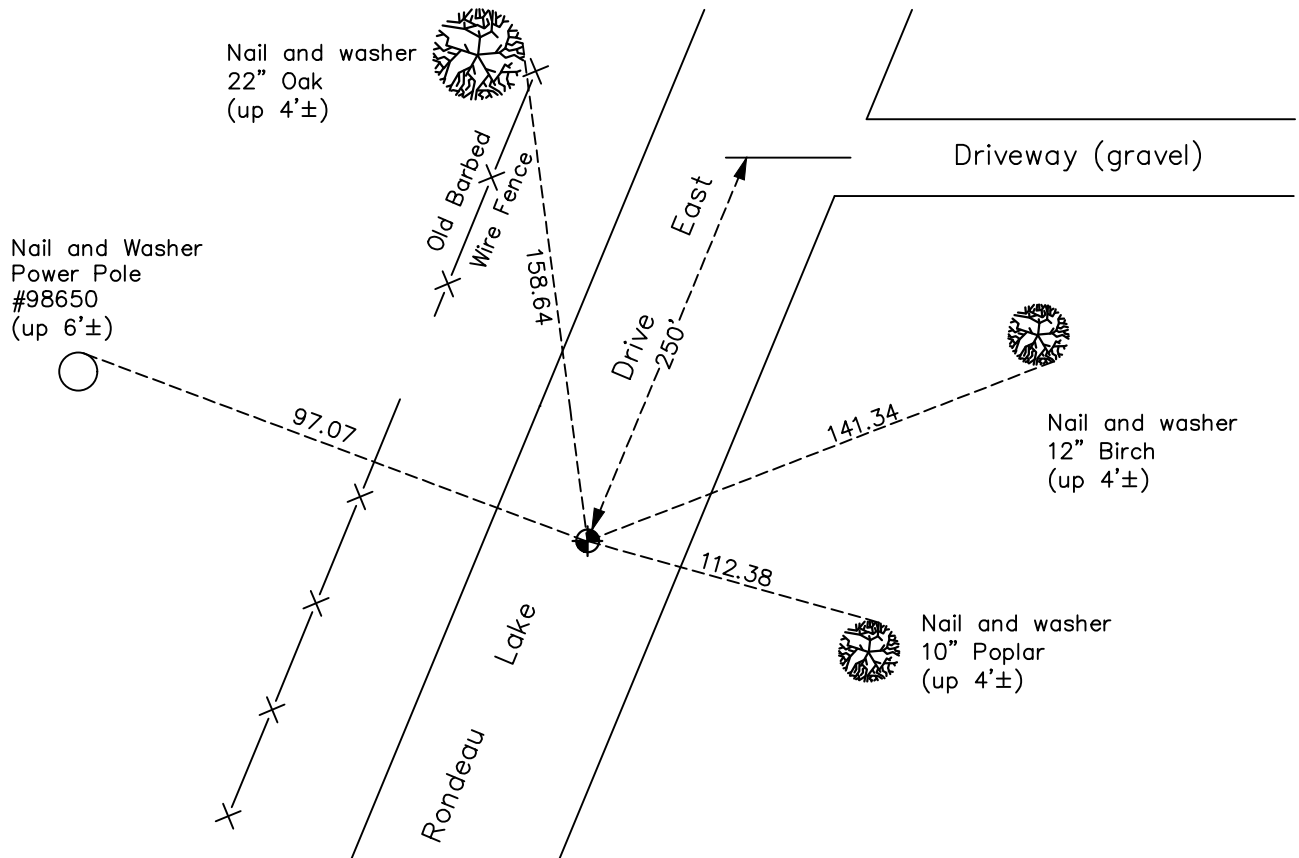 Nail and washer
22” Oak
(up 4’±)
Old Barbed
Wire Fence
Driveway (gravel)
Nail and Washer
Power Pole
#98650
(up 6’±)
158.64
250’
97.07
141.34
Nail and washer
12” Birch
(up 4’±)
112.38
Nail and washer
10” Poplar
(up 4’±)
Rondeau Lake Drive East